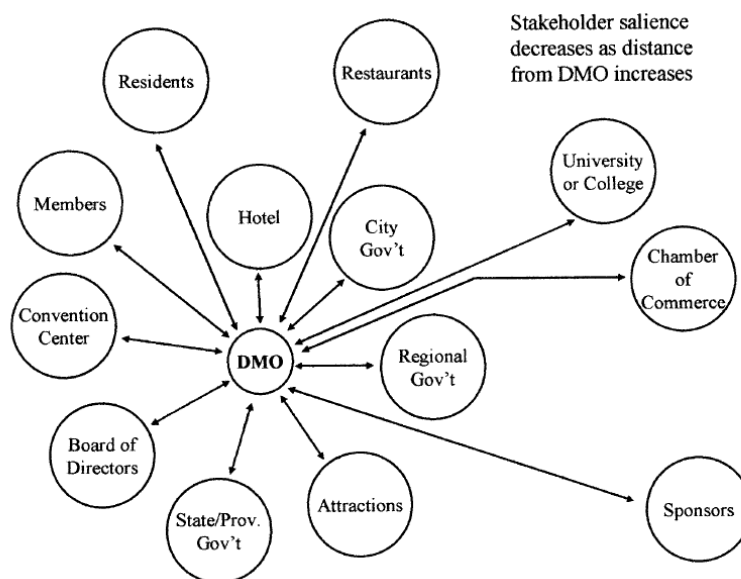 Stakeholder salience
decreases as distance
from DMO increases
Residents
Restaurants
University
or College
Members
Hotel
City
Gov't
Chamber
of
Commerce
Convention
Center
DMO
Regional
Gov't
Board of
Directors
State/Prov.
Gov't
Attractions
Sponsors